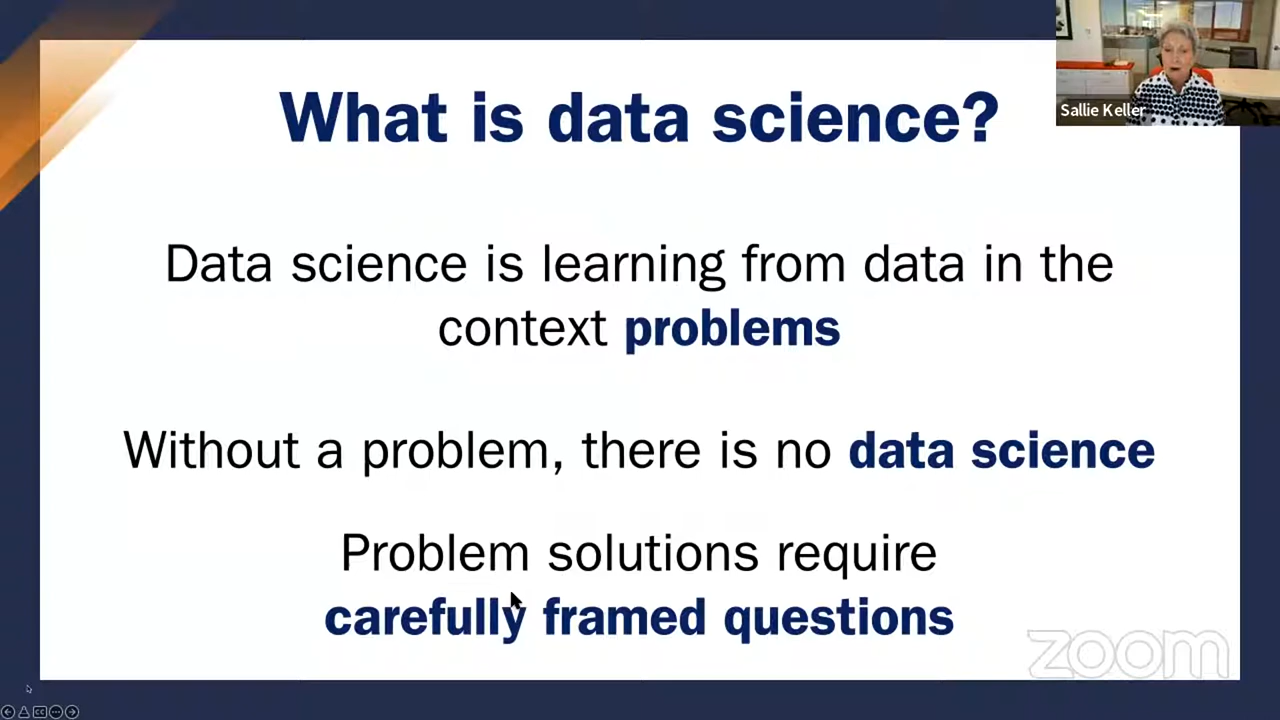 What is data science?
Sallie Keller
Data science is learning from data in the
context problems
Without a problem, there is no data science
Problem solutions require
carefully framed questions
zoom